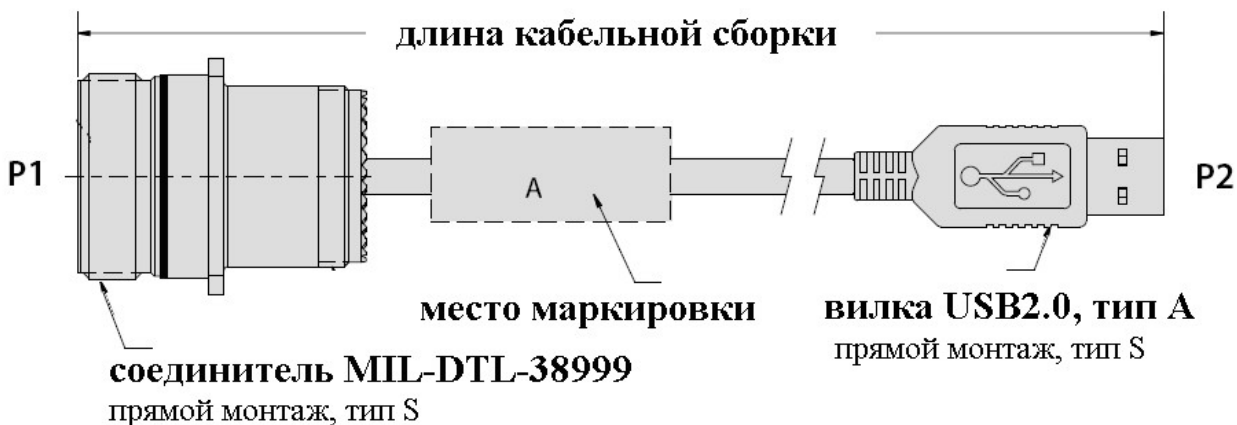 длина кабельной сборки
P1
A
P2
место маркировки
вилка USB2.0, тип А
прямой монтаж, тип S
соединитель MIL-DTL-38999
прямой монтаж, тип S